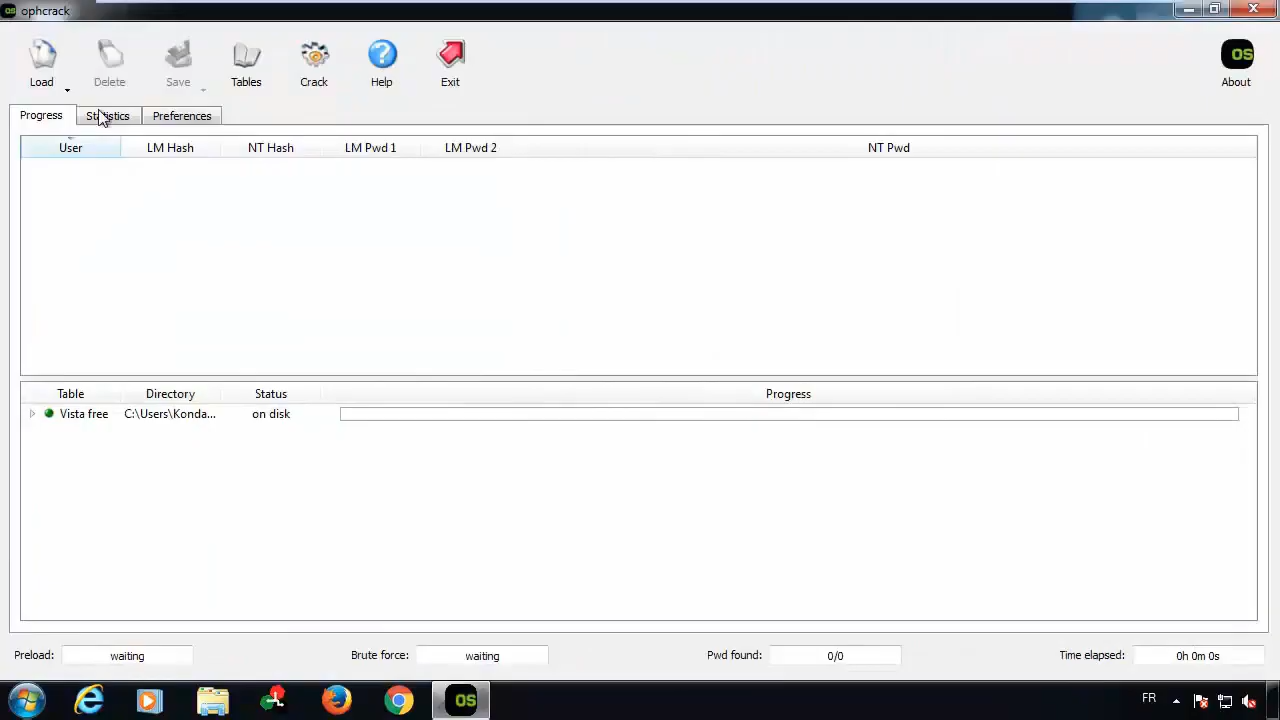 OS ophcrack
Load Delete Save Tables Crack Help Exit OS About
Progress Statistics Preferences
User LM Hash NT Hash LM Pwd 1 LM Pwd 2 NT Pwd
Table Directory Status Progress
Vista free C:\Users\Konda... on disk
Preload: waiting Brute force: waiting Pwd found: 0/0 Time elapsed: 0h 0m 0s
OS FR